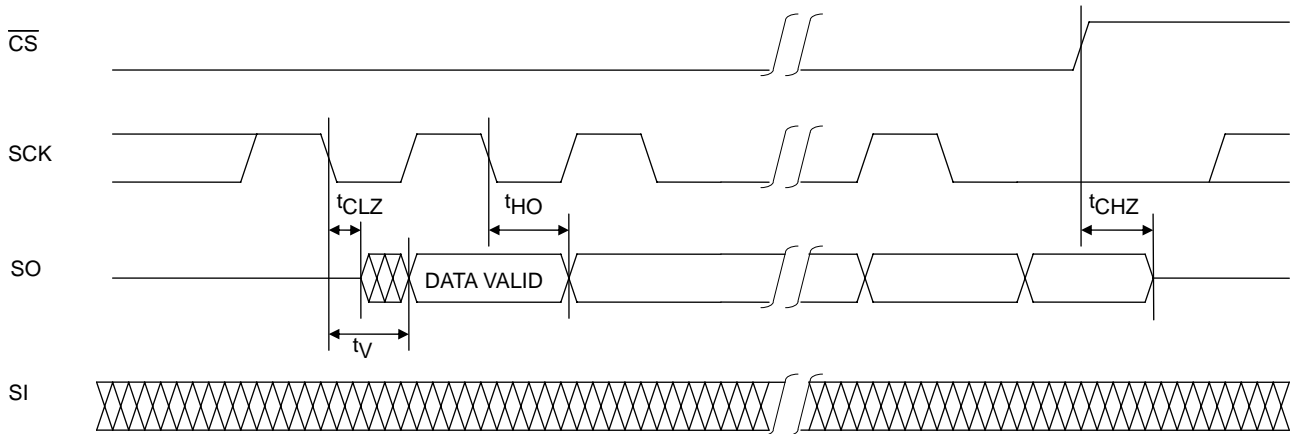 CS
SCK
tCLZ
tHO
tCHZ
SO
DATA VALID
tV
SI